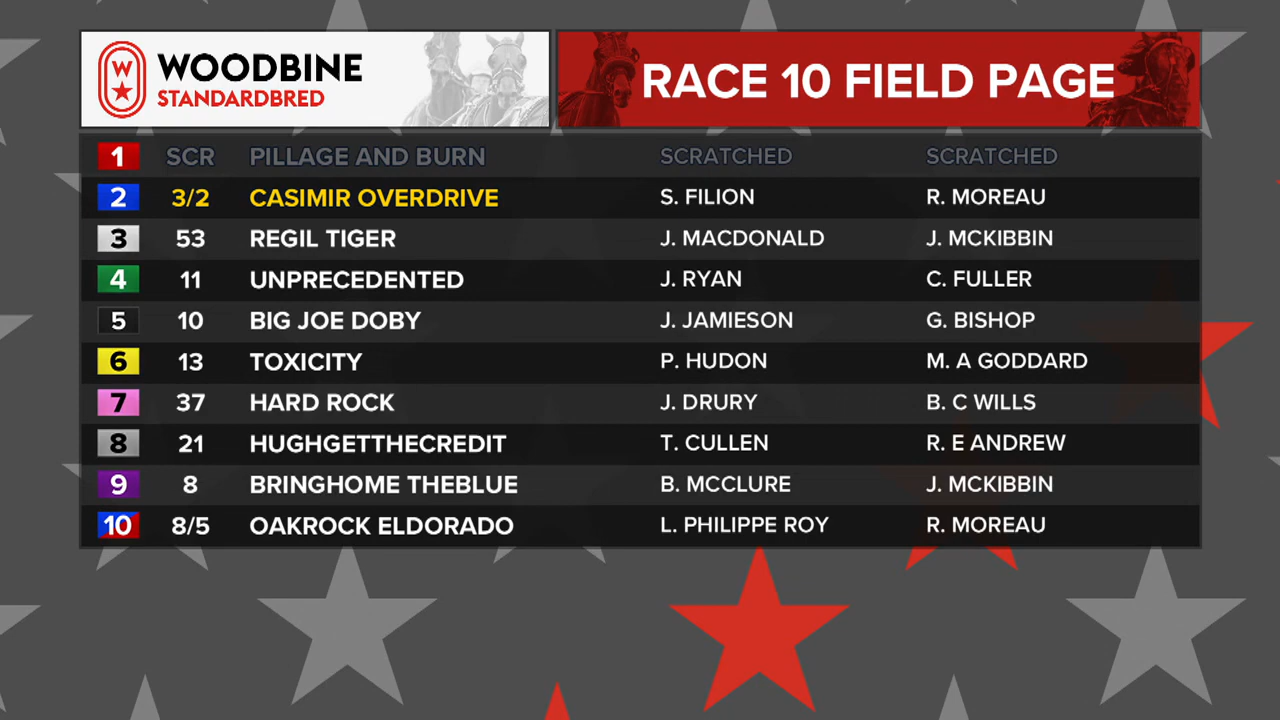 W
WOODBINE
STANDARDBRED
RACE 10 FIELD PAGE
1 SCR PILLAGE AND BURN SCRATCHED SCRATCHED
2 3/2 CASIMIR OVERDRIVE S. FILION R. MOREAU
3 53 REGIL TIGER J. MACDONALD J. MCKIBBIN
4 11 UNPRECEDENTED J. RYAN C. FULLER
5 10 BIG JOE DOBY J. JAMIESON G. BISHOP
6 13 TOXICITY P. HUDON M. A GODDARD
7 37 HARD ROCK J. DRURY B. C WILLS
8 21 HUGHGETTHECREDIT T. CULLEN R. E ANDREW
9 8 BRINGHOME THEBLUE B. MCCLURE J. MCKIBBIN
10 8/5 OAKROCK ELDORADO L. PHILIPPE ROY R. MOREAU